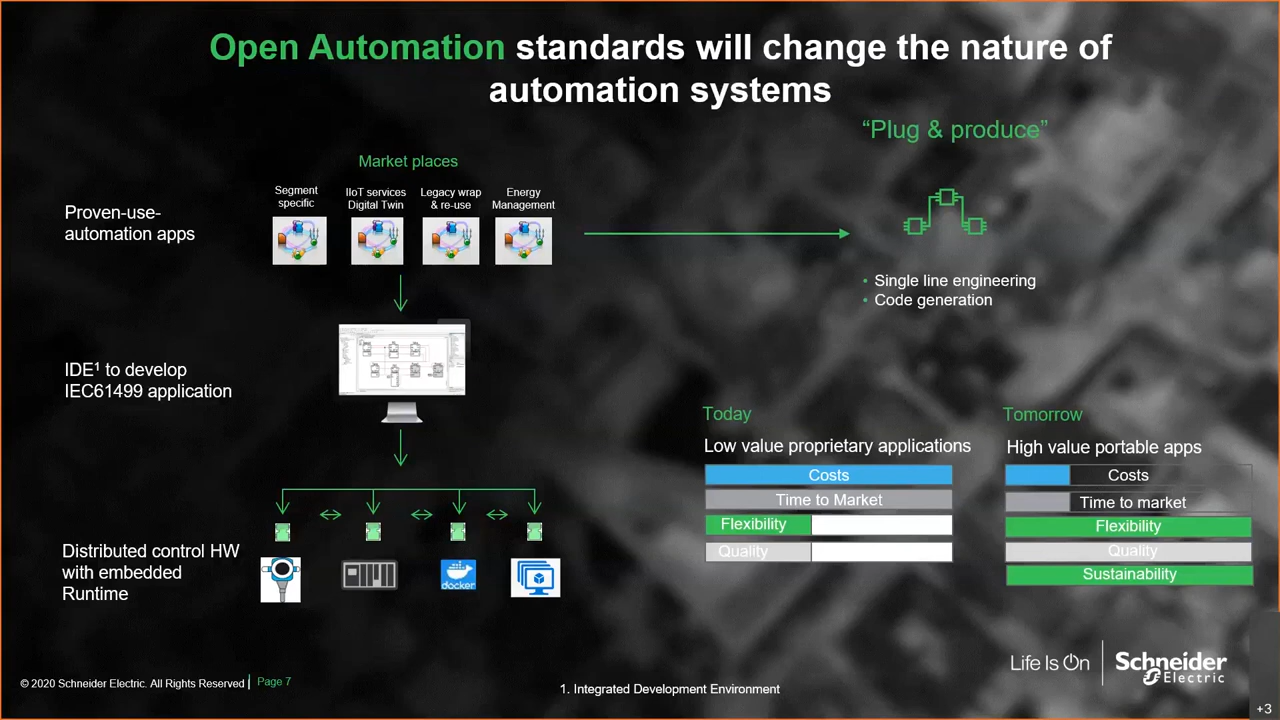 Open Automation standards will change the nature of
automation systems
“Plug & produce”
Market places
Segment
specific
IIoT services
Digital Twin
Legacy wrap
& re-use
Energy
Management
Proven-use-
automation apps
• Single line engineering
• Code generation
IDE¹ to develop
IEC61499 application
Today
Low value proprietary applications
Costs
Time to Market
Flexibility
Quality
Tomorrow
High value portable apps
Costs
Time to market
Flexibility
Quality
Sustainability
Distributed control HW
with embedded
Runtime
docker
Life Is On
Schneider
Electric
© 2020 Schneider Electric. All Rights Reserved
Page 7
1. Integrated Development Environment
+3